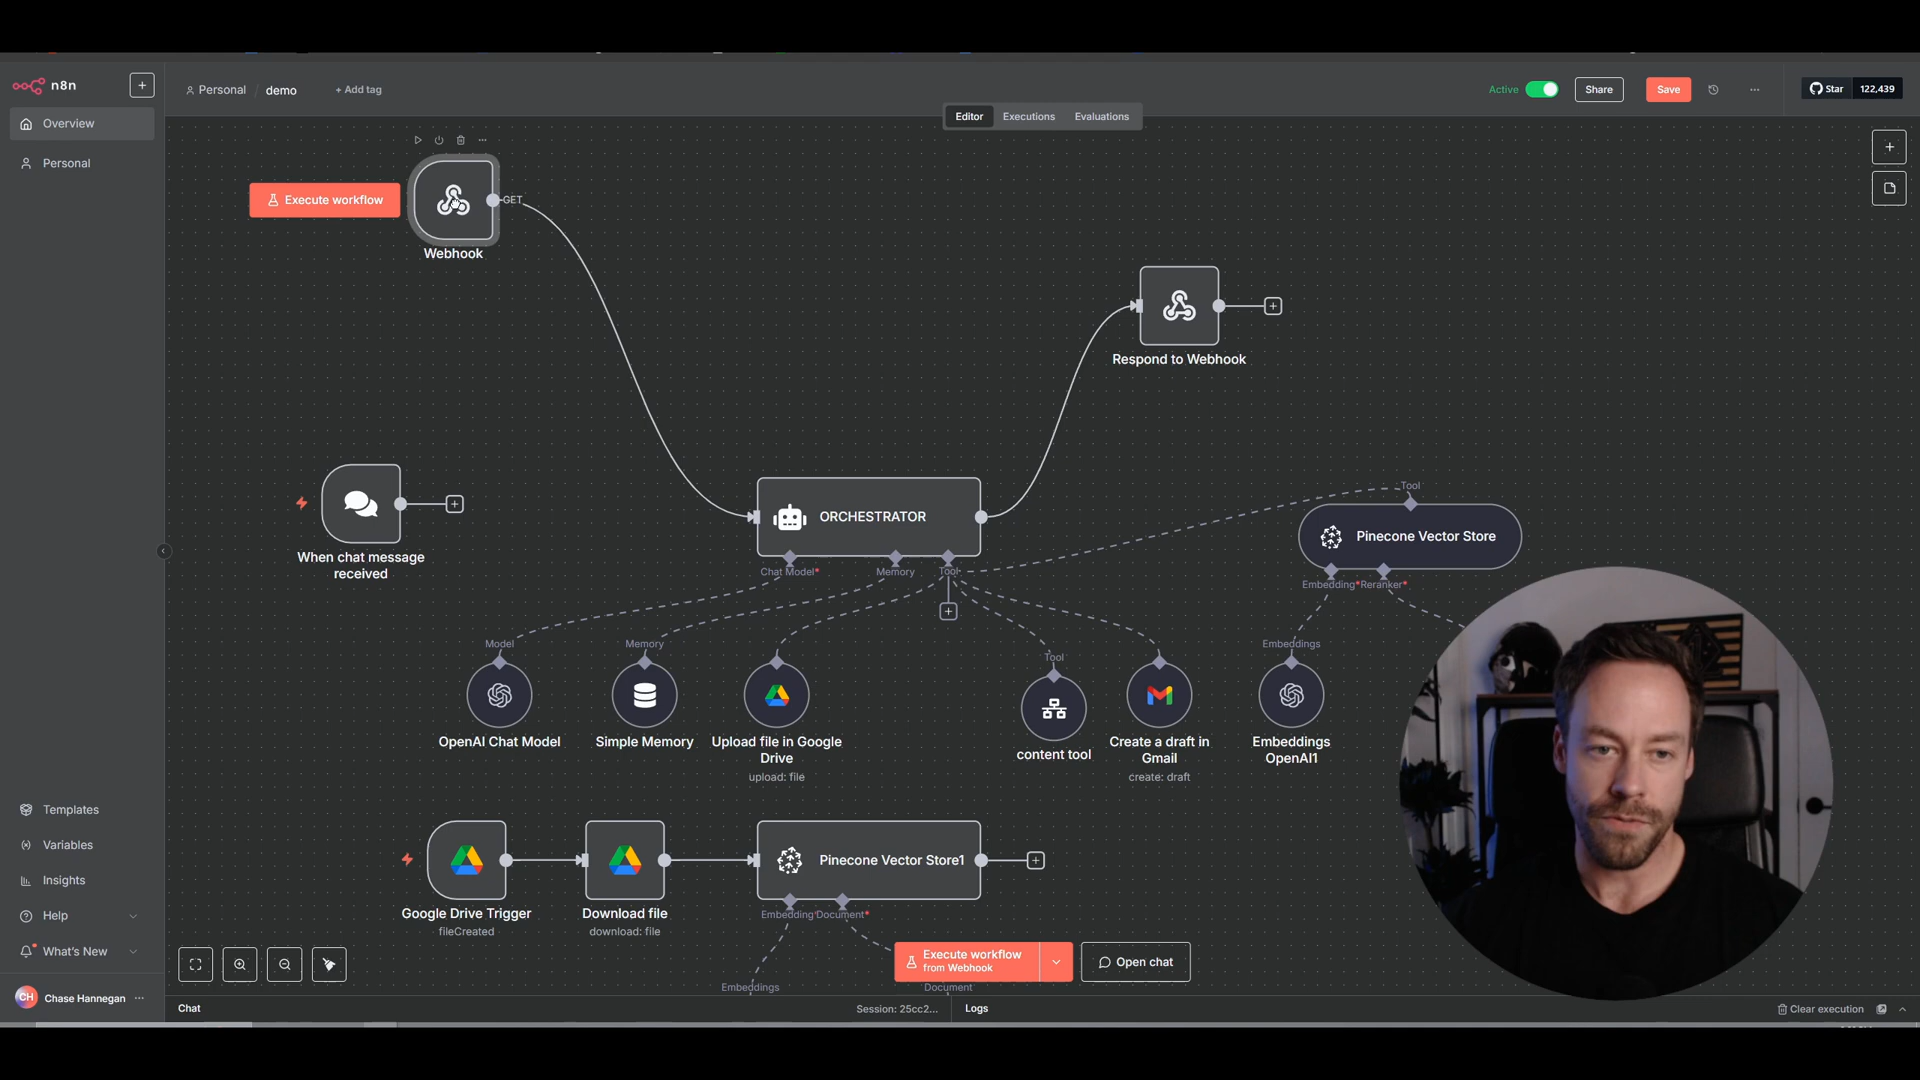 n8n
+
Overview
Personal
Personal / demo
+ Add tag
Editor
Executions
Evaluations
Active
Share
Save
Star
122,439
Execute workflow
GET
Webhook
Respond to Webhook
When chat message
received
ORCHESTRATOR
Chat Model*
Memory
Tool
Tool
Pinecone Vector Store
Embedding*
Reranker*
Model
Memory
Tool
Embeddings
OpenAI Chat Model
Simple Memory
Upload file in Google
Drive
upload: file
content tool
Create a draft in
Gmail
create: draft
Embeddings
OpenAI1
Google Drive Trigger
fileCreated
Download file
download: file
Pinecone Vector Store1
Embedding*
Document*
Embeddings
Document
Execute workflow
from Webhook
Open chat
Templates
Variables
Insights
Help
What's New
CH
Chase Hannegan
Chat
Session: 25cc2...
Logs
Clear execution